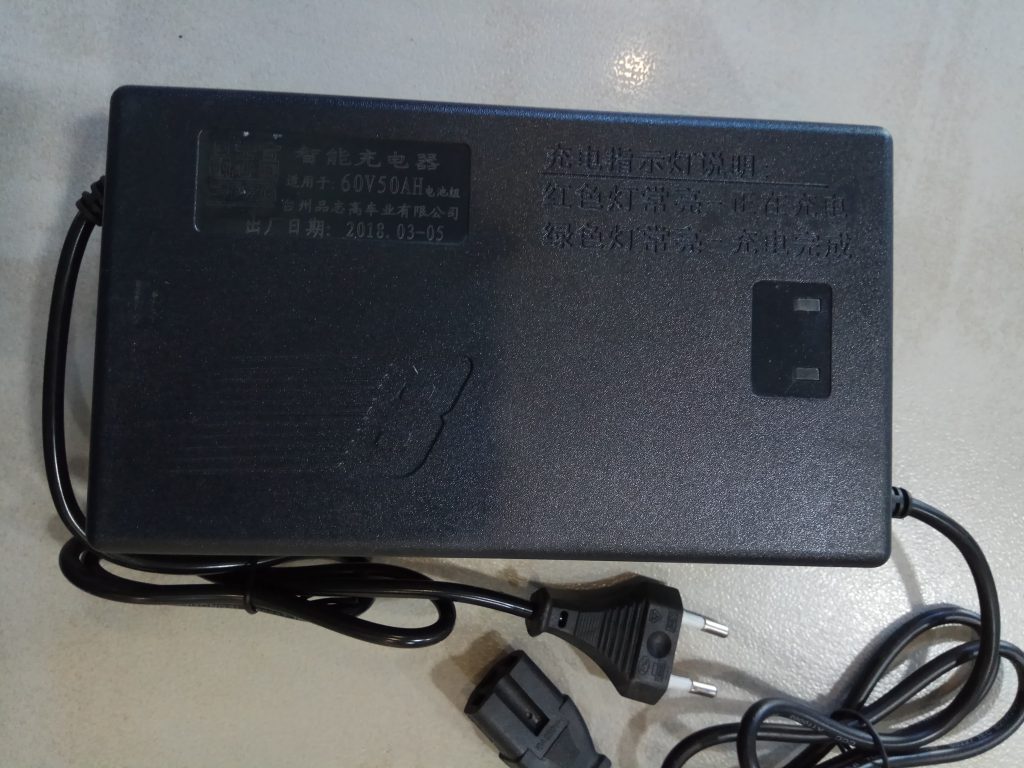 智能充电器
适用于: 60V50AH电池组
台州品志高车业有限公司
出厂日期: 2018.03-05
充电指示灯说明:
红色灯常亮-正在充电
绿色灯常亮-充电完成